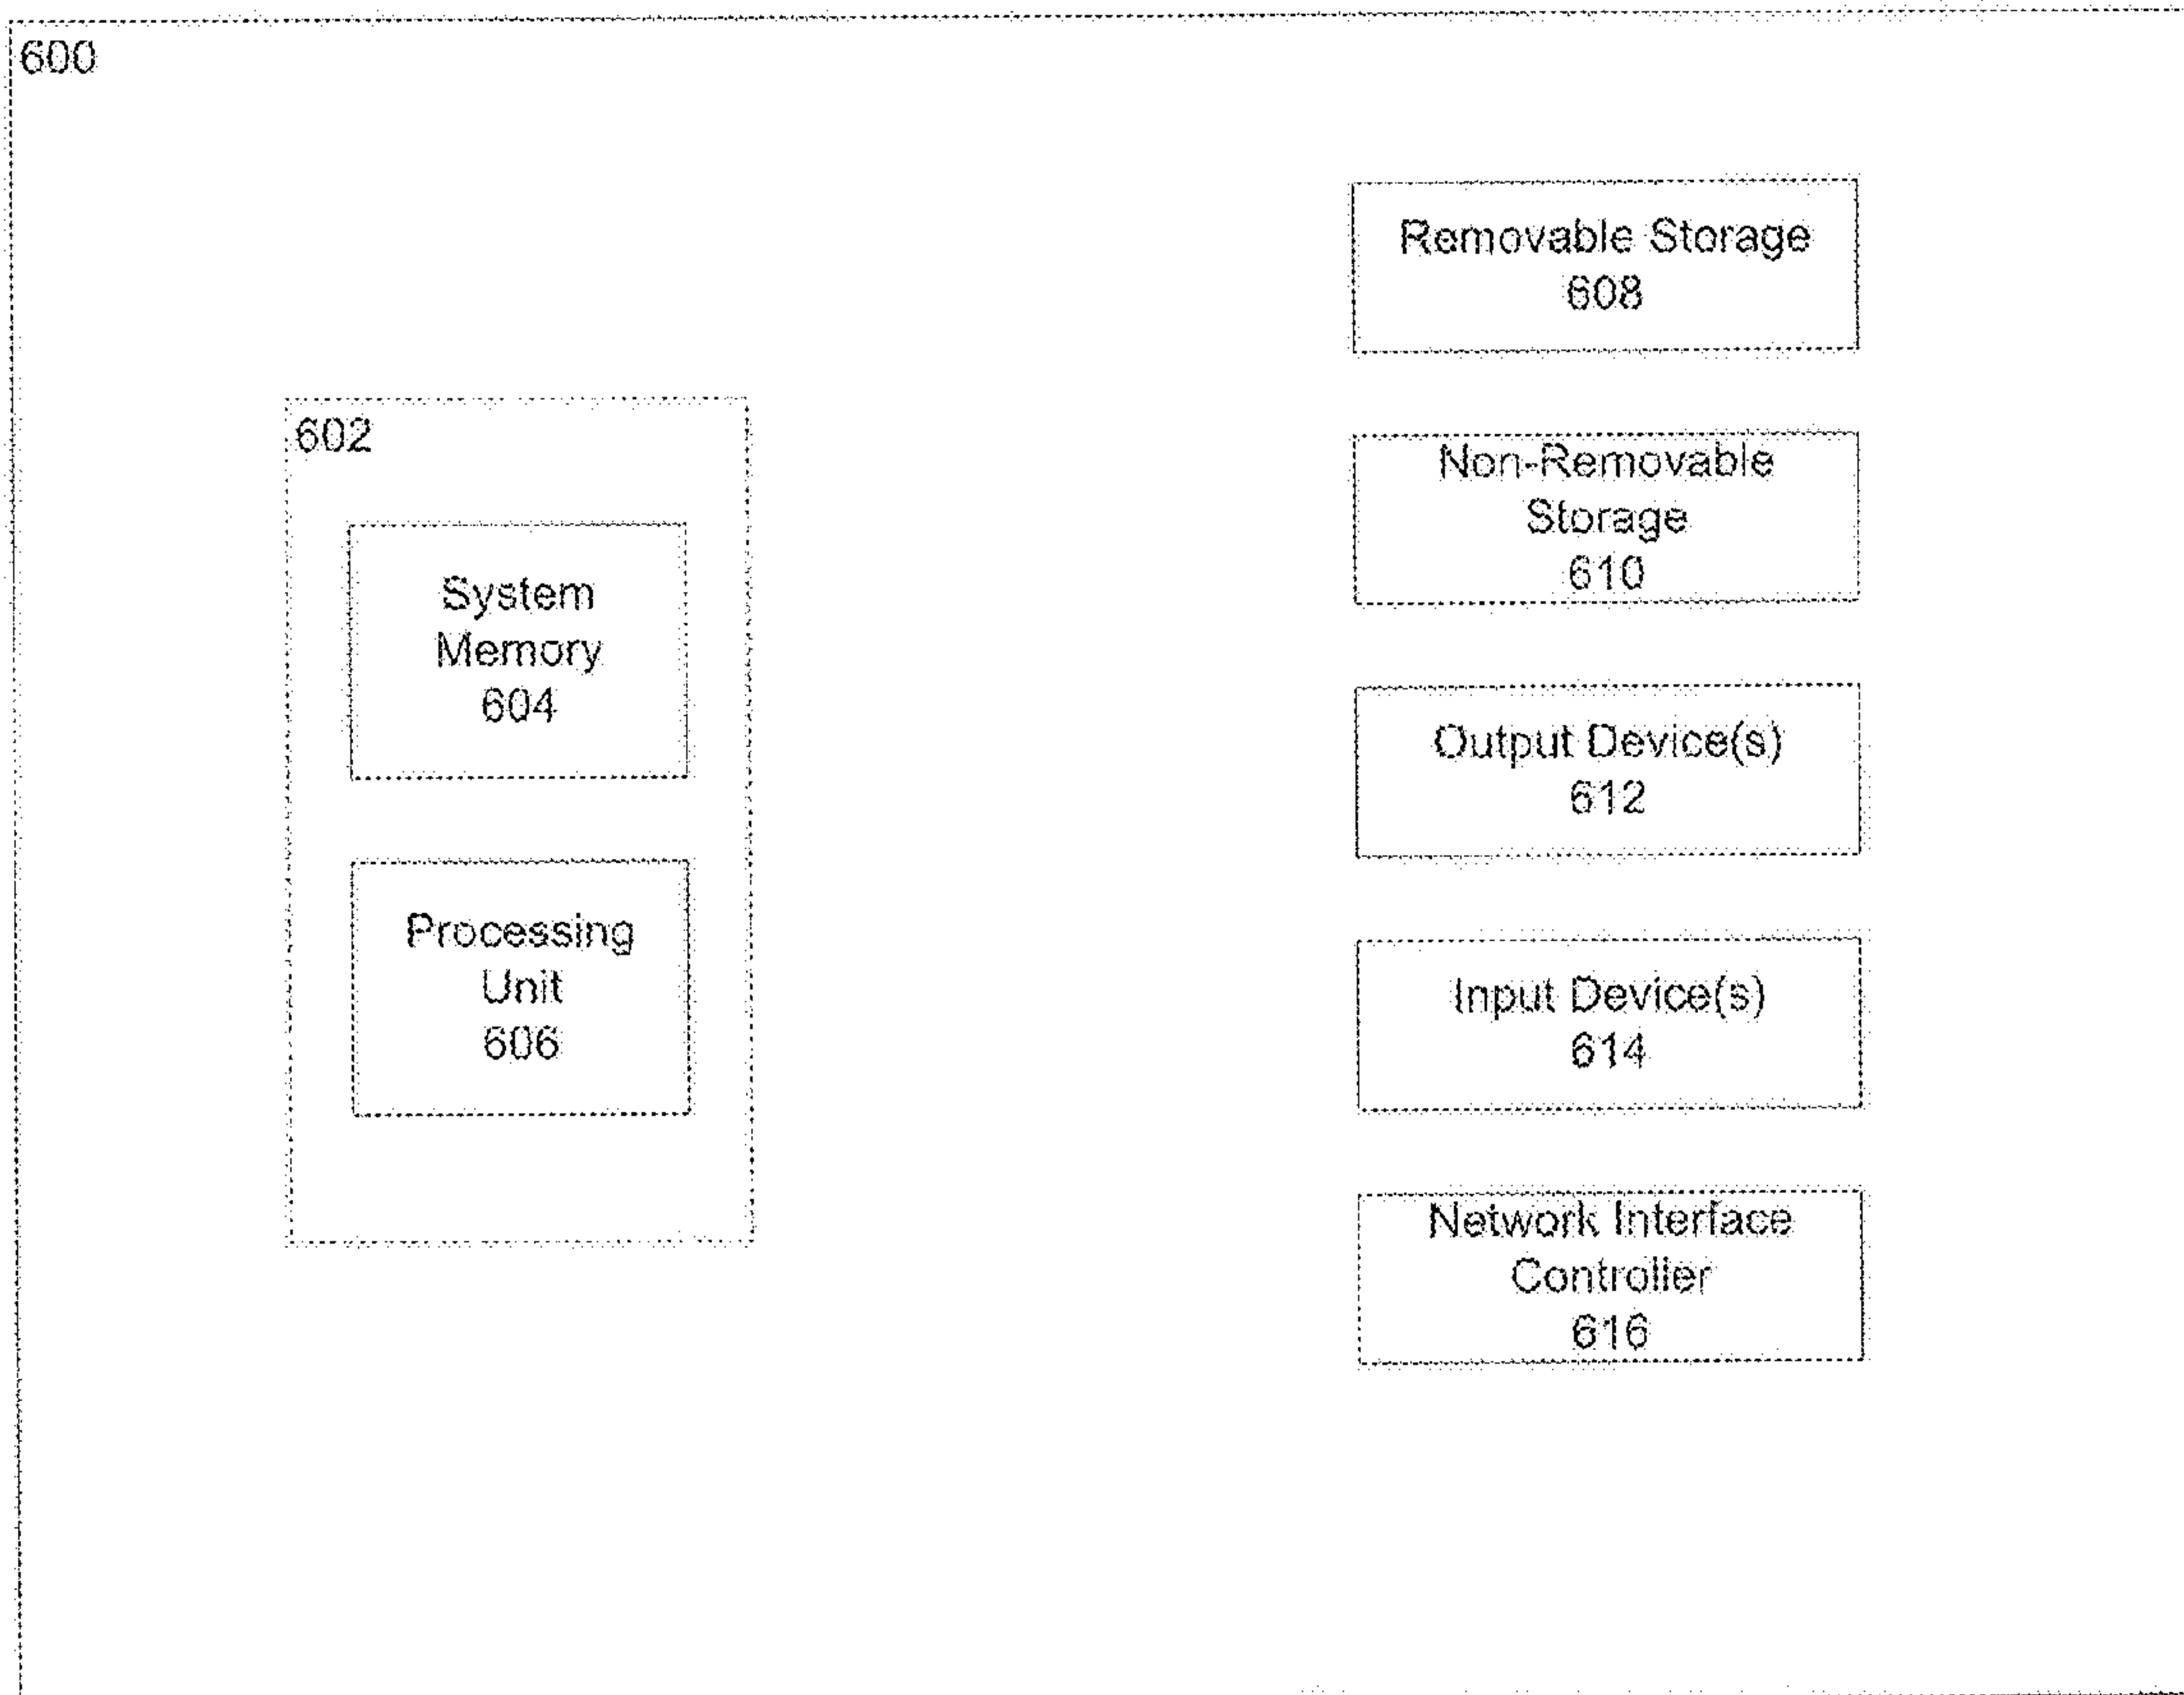 600
602
System
Memory
604
Processing
Unit
606
Removable Storage
608
Non-Removable
Storage
610
Output Device(s)
612
Input Device(s)
614
Network Interface
Controller
616